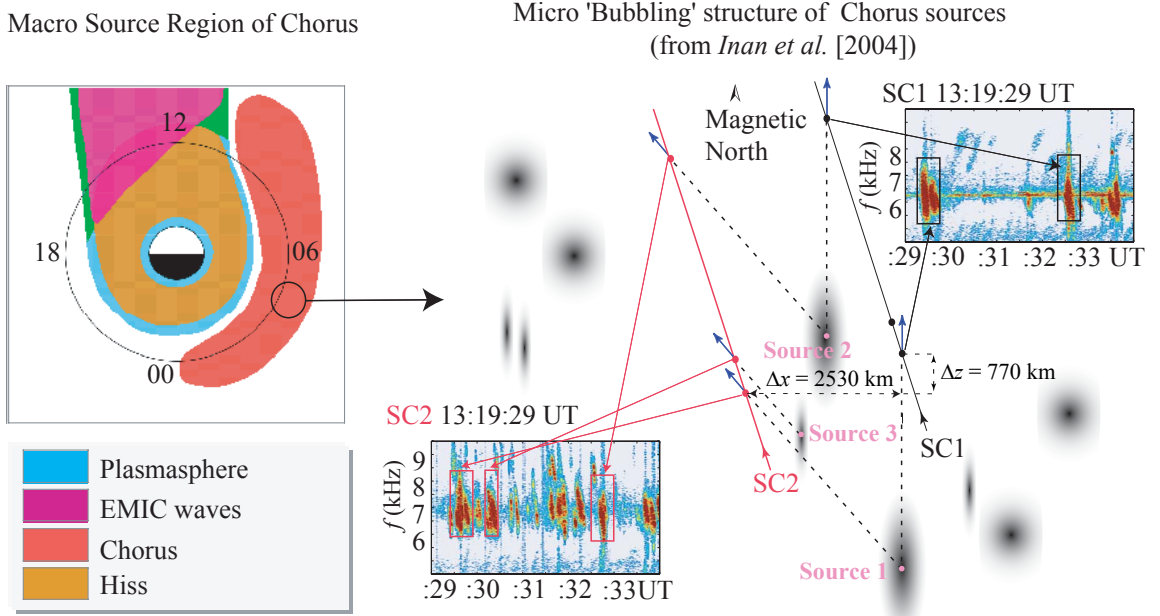 Macro Source Region of Chorus
Micro 'Bubbling' structure of Chorus sources
(from Inan et al. [2004])
12
18
06
00
Plasmasphere
EMIC waves
Chorus
Hiss
Magnetic
North
SC1 13:19:29 UT
f (kHz)
8
7
6
:29 :30 :31 :32 :33 UT
Source 2
Δx = 2530 km
Δz = 770 km
Source 3
SC1
SC2
Source 1
SC2 13:19:29 UT
f (kHz)
9
8
7
6
:29 :30 :31 :32 :33UT